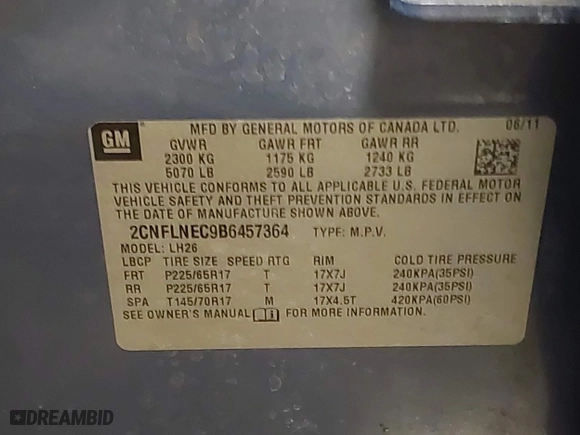 GM
MFD BY GENERAL MOTORS OF CANADA LTD. 06/11
GVWR GAWR FRT GAWR RR
2300 KG 1175 KG 1240 KG
5070 LB 2590 LB 2733 LB
THIS VEHICLE CONFORMS TO ALL APPLICABLE U.S. FEDERAL MOTOR
VEHICLE SAFETY AND THEFT PREVENTION STANDARDS IN EFFECT ON
THE DATE OF MANUFACTURE SHOWN ABOVE.
2CNFLNEC9B6457364 TYPE: M.P.V.
MODEL: LH26
LBCP TIRE SIZE SPEED RTG RIM COLD TIRE PRESSURE
FRT P225/65R17 T 17X7J 240KPA(35PSI)
RR P225/65R17 T 17X7J 240KPA(35PSI)
SPA T145/70R17 M 17X4.5T 420KPA(60PSI)
SEE OWNER'S MANUAL FOR MORE INFORMATION.
DREAMBID